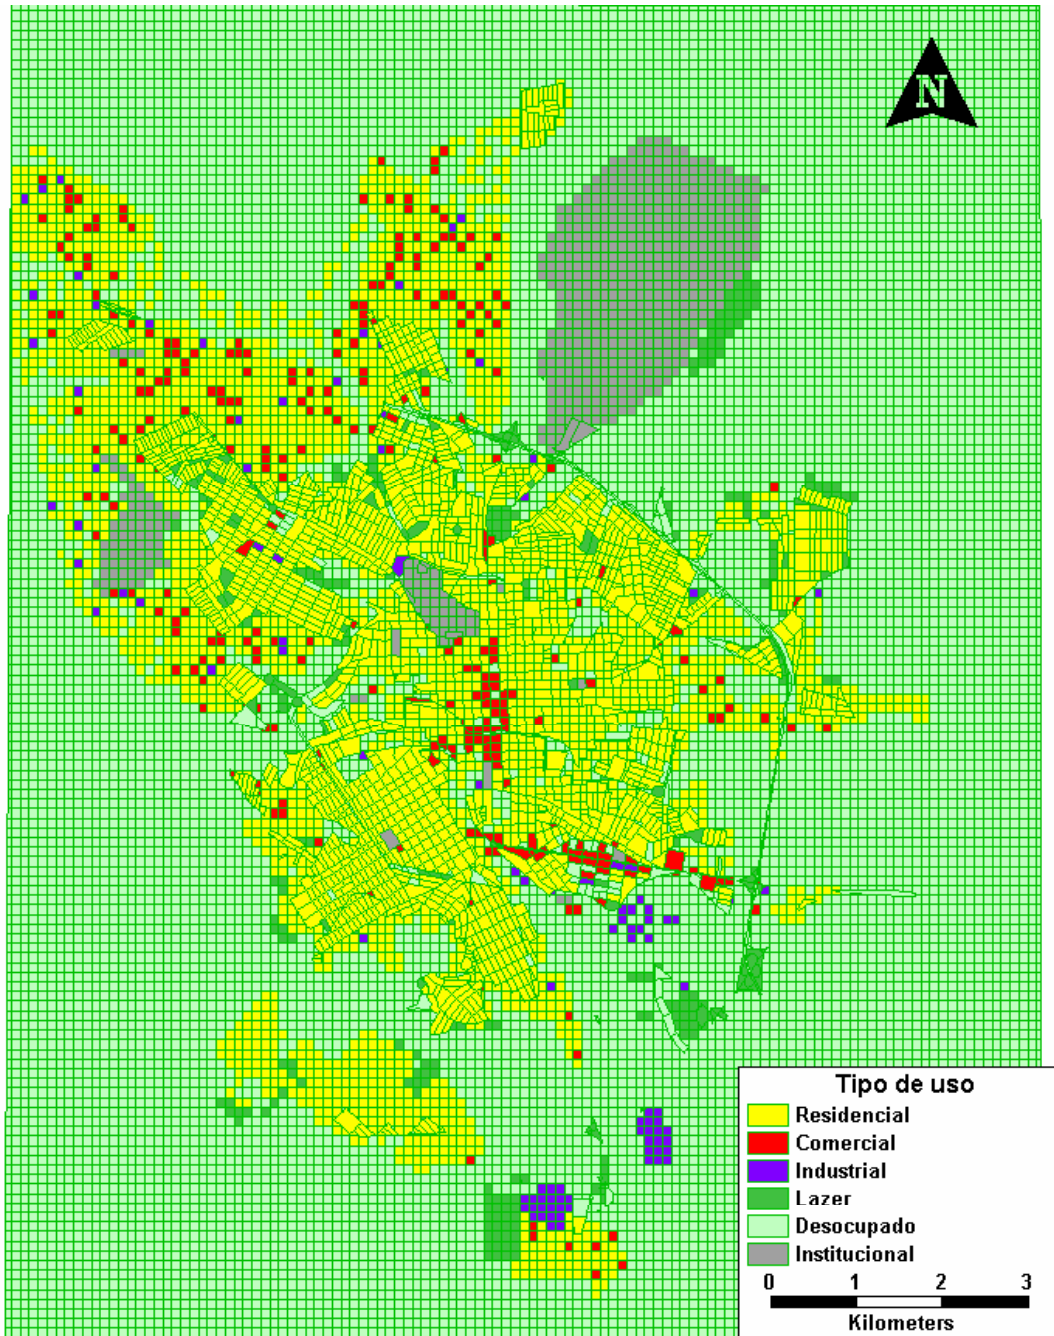 N
Tipo de uso
Residencial
Comercial
Industrial
Lazer
Desocupado
Institucional
0 1 2 3
Kilometers